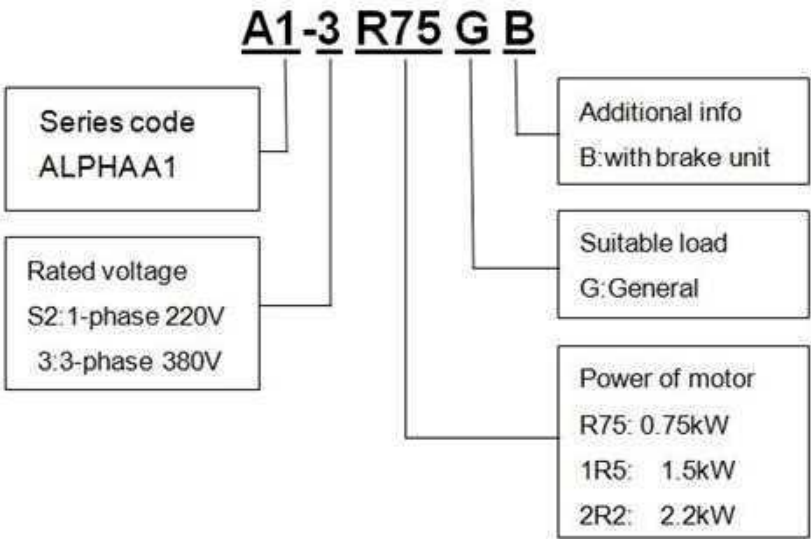 A1-3 R75 G B
Series code
ALPHA A1
Rated voltage
S2:1-phase 220V
3:3-phase 380V
Additional info
B:with brake unit
Suitable load
G:General
Power of motor
R75: 0.75kW
1R5: 1.5kW
2R2: 2.2kW